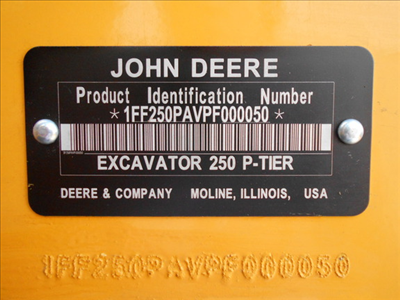 JOHN DEERE
Product Identification Number
*1FF250PAVPF000050*
EXCAVATOR 250 P-TIER
DEERE & COMPANY MOLINE, ILLINOIS, USA
1FF250PAVPF000050